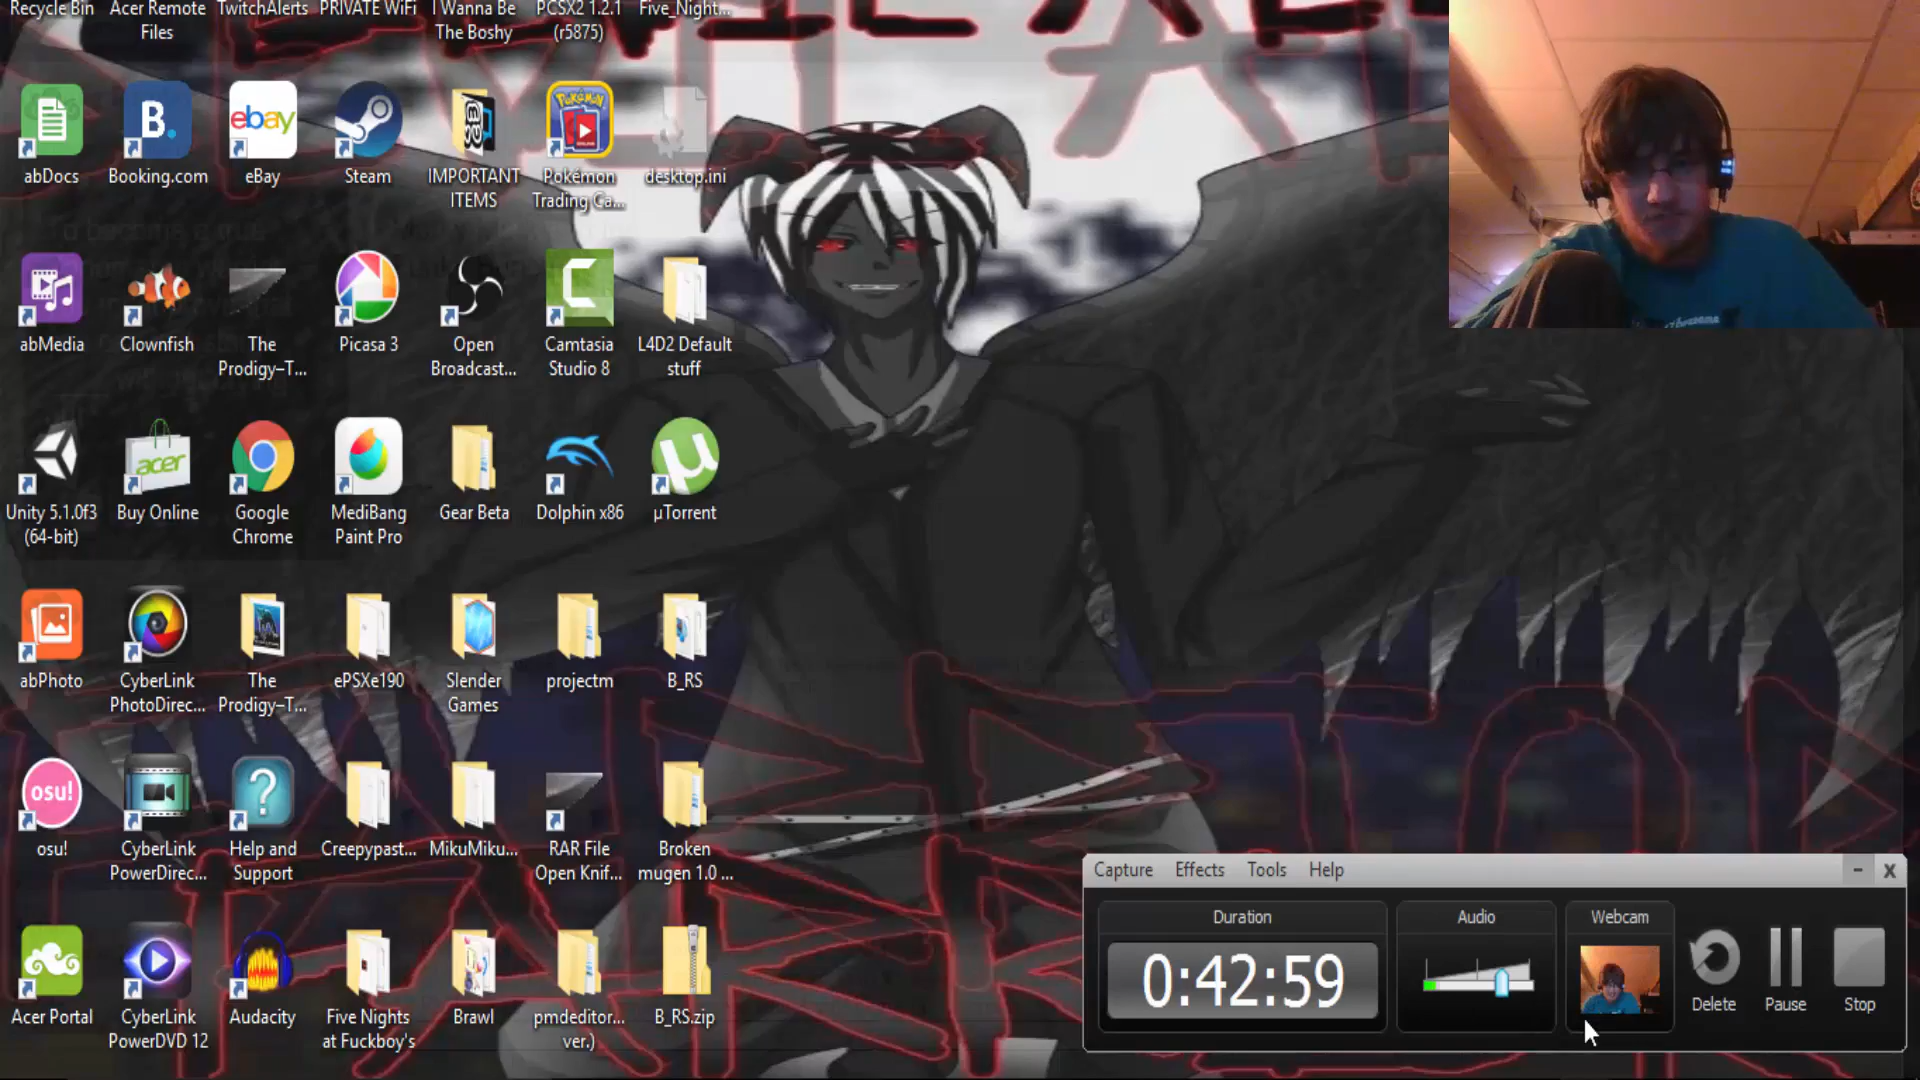 Recycle Bin
Acer Remote
Files
TwitchAlerts
PRIVATE WiFi
I Wanna Be
The Boshy
PCSX2 1.2.1
(r5875)
Five_Night...
abDocs
B.
Booking.com
ebay
eBay
Steam
IMPORTANT
ITEMS
Pokémon
Pokémon
Trading Ca...
desktop.ini
abMedia
Clownfish
The
Prodigy–T...
Picasa 3
Open
Broadcast...
C
Camtasia
Studio 8
L4D2 Default
stuff
Unity 5.1.0f3
(64-bit)
acer
Buy Online
Google
Chrome
MediBang
Paint Pro
Gear Beta
Dolphin x86
µ
µTorrent
abPhoto
CyberLink
PhotoDirec...
The
Prodigy–T...
ePSXe190
Slender
Games
projectm
B_RS
osu!
osu!
CyberLink
PowerDirec...
?
Help and
Support
Creepypast...
MikuMiku...
RAR File
Open Knif...
Broken
mugen 1.0 ...
Acer Portal
CyberLink
PowerDVD 12
Audacity
Five Nights
at Fuckboy's
Brawl
pmdeditor...
ver.)
B_RS.zip
Capture Effects Tools Help
Duration
0:42:59
Audio
Webcam
Delete
Pause
Stop